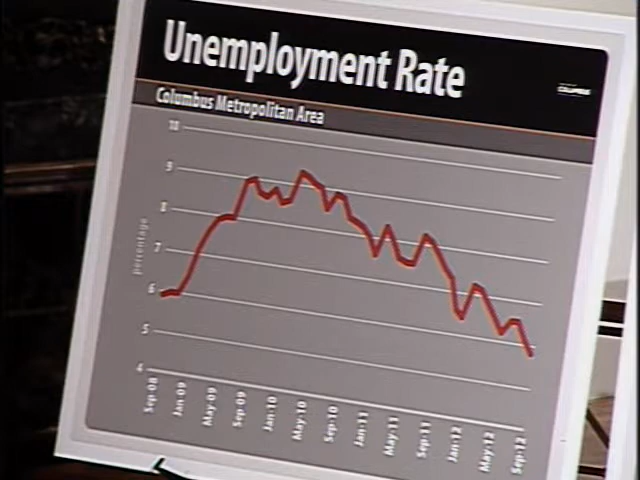 Unemployment Rate
COLUMBUS
Columbus Metropolitan Area
10
9
8
7
6
5
4
percentage
Sep-08
Jan-09
May-09
Sep-09
Jan-10
May-10
Sep-10
Jan-11
May-11
Sep-11
Jan-12
May-12
Sep-12